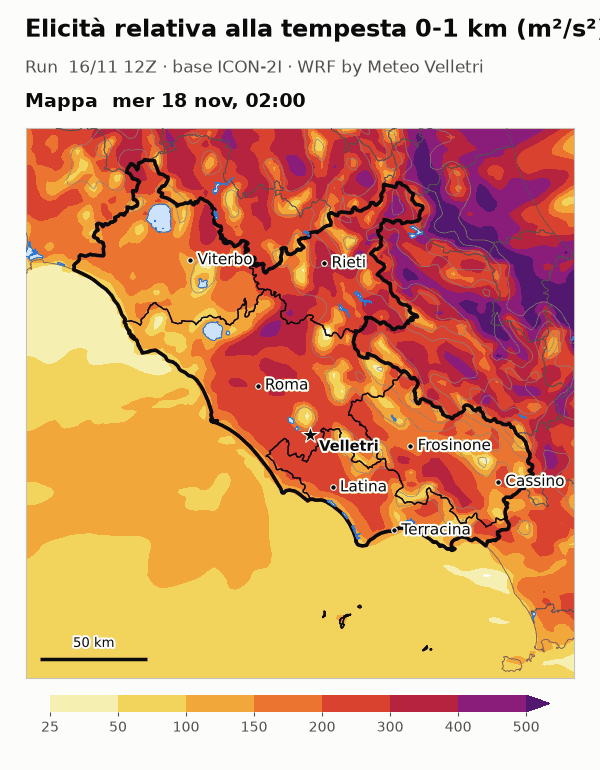 Elicità relativa alla tempesta 0-1 km (m²/s²)
Run 16/11 12Z · base ICON-2I · WRF by Meteo Velletri
Mappa mer 18 nov, 02:00
Viterbo
Rieti
Roma
Velletri
Frosinone
Cassino
Latina
Terracina
50 km
25 50 100 150 200 300 400 500